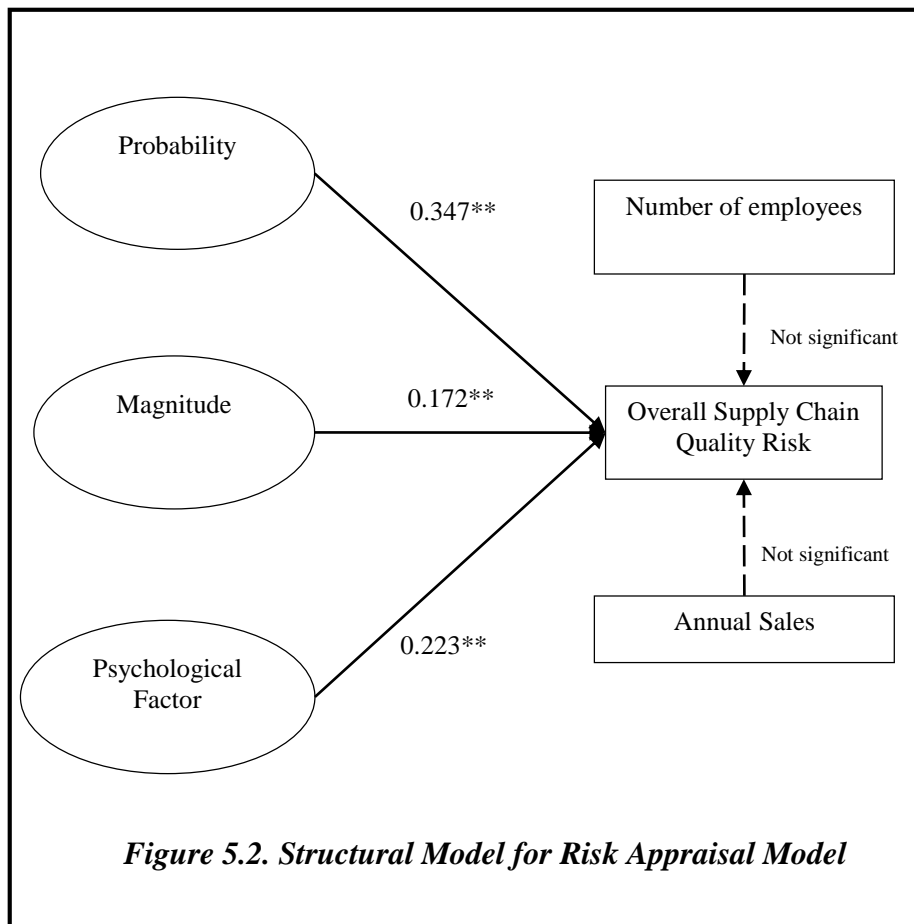 Probability
0.347**
Number of employees
Not significant
Magnitude
0.172**
Overall Supply Chain
Quality Risk
Not significant
Annual Sales
0.223**
Psychological
Factor
Figure 5.2. Structural Model for Risk Appraisal Model